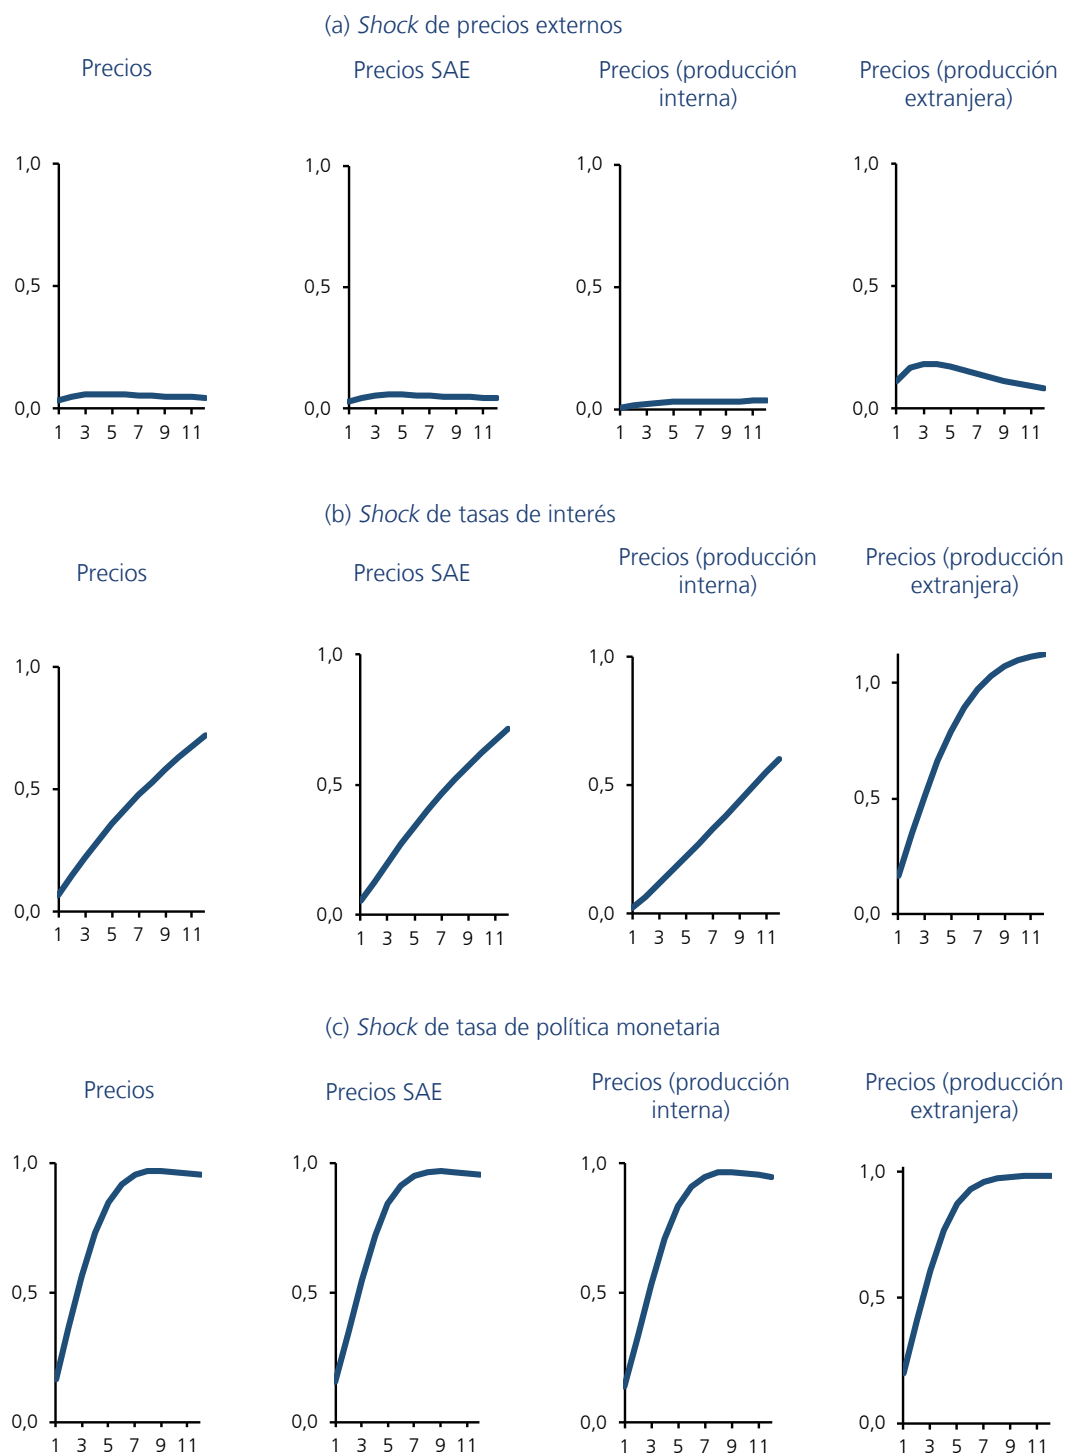 (a) Shock de precios externos
Precios
Precios SAE
Precios (producción
interna)
Precios (producción
extranjera)
1,0
0,5
0,0
1 3 5 7 9 11
1,0
0,5
0,0
1 3 5 7 9 11
1,0
0,5
0,0
1 3 5 7 9 11
1,0
0,5
0,0
1 3 5 7 9 11
(b) Shock de tasas de interés
Precios
Precios SAE
Precios (producción
interna)
Precios (producción
extranjera)
1,0
0,5
0,0
1 3 5 7 9 11
1,0
0,5
0,0
1 3 5 7 9 11
1,0
0,5
0,0
1 3 5 7 9 11
1,0
0,5
0,0
1 3 5 7 9 11
(c) Shock de tasa de política monetaria
Precios
Precios SAE
Precios (producción
interna)
Precios (producción
extranjera)
1,0
0,5
0,0
1 3 5 7 9 11
1,0
0,5
0,0
1 3 5 7 9 11
1,0
0,5
0,0
1 3 5 7 9 11
1,0
0,5
0,0
1 3 5 7 9 11